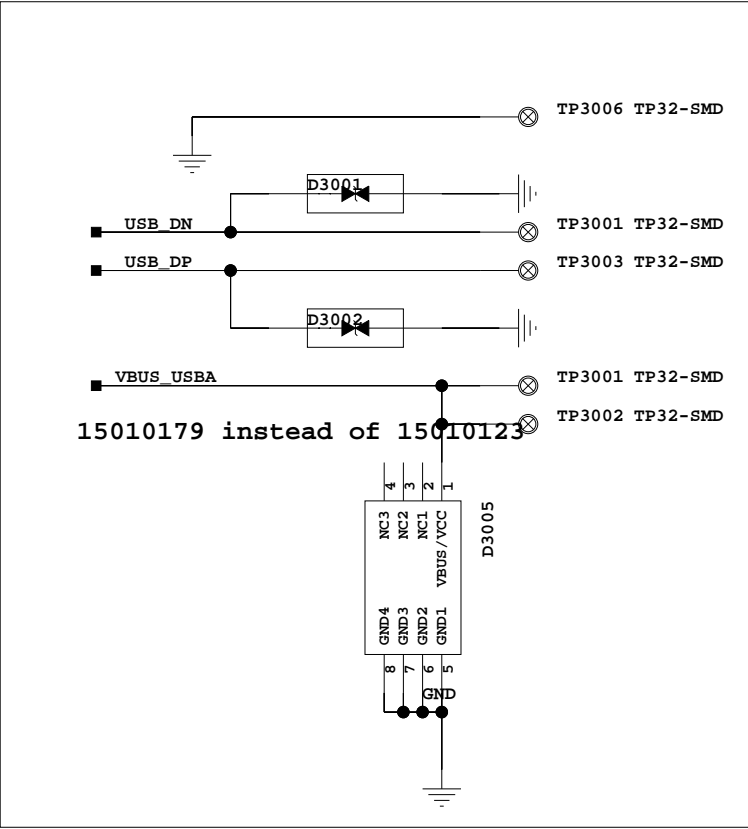 TP3006 TP32-SMD
D3001
USB_DN
TP3001 TP32-SMD
USB_DP
TP3003 TP32-SMD
D3002
VBUS_USBA
TP3001 TP32-SMD
TP3002 TP32-SMD
15010179 instead of 15010123
4 3 2 1
NC3 NC2 NC1 VBUS/VCC
D3005
GND4 GND3 GND2 GND1
8 7 6 5
GND